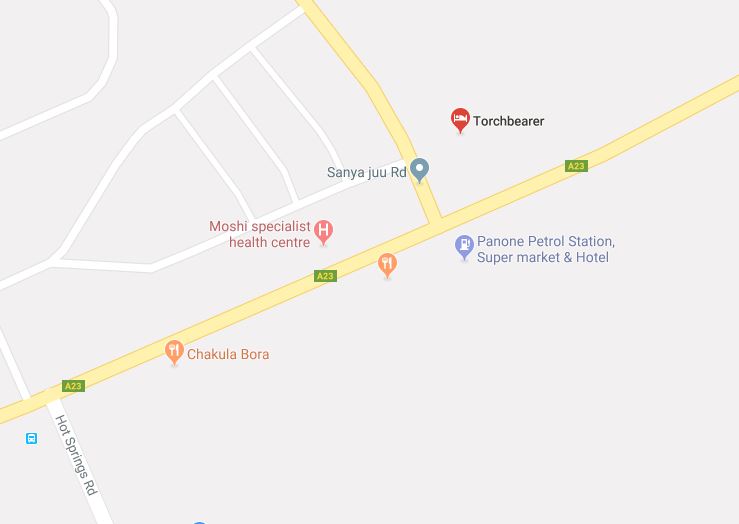 Torchbearer
A23
Sanya juu Rd
Moshi specialist
health centre
Panone Petrol Station,
Super market & Hotel
A23
Chakula Bora
A23
Hot Springs Rd